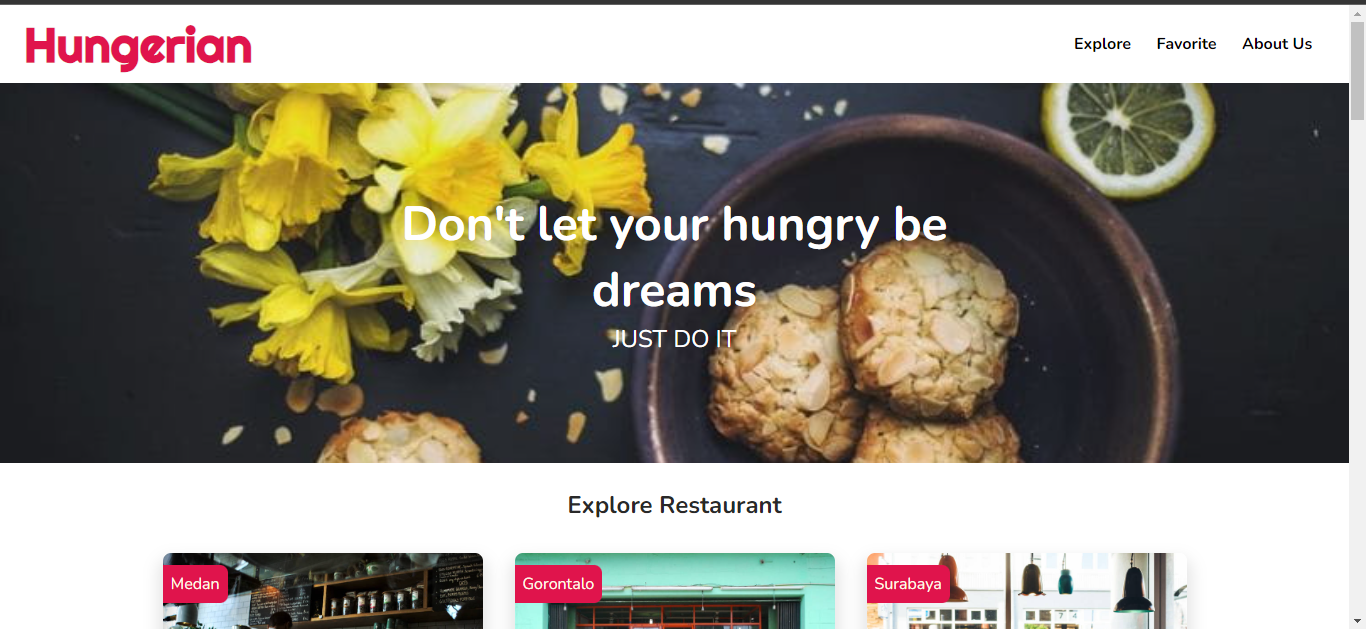 Hungerian
Explore Favorite About Us
Don't let your hungry be
dreams
JUST DO IT
Explore Restaurant
Medan Gorontalo Surabaya